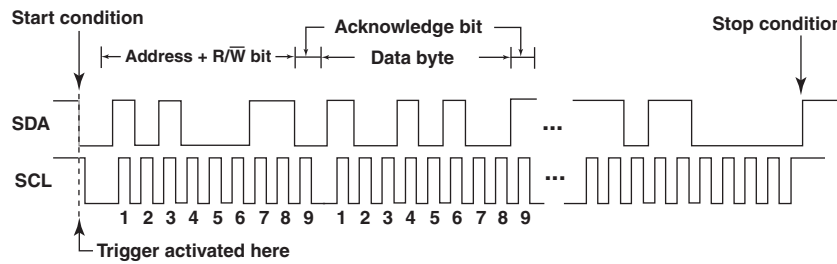 Start condition
Acknowledge bit
Stop condition
Address + R/W̅ bit
Data byte
SDA
...
SCL
...
1 2 3 4 5 6 7 8 9 1 2 3 4 5 6 7 8 9
Trigger activated here